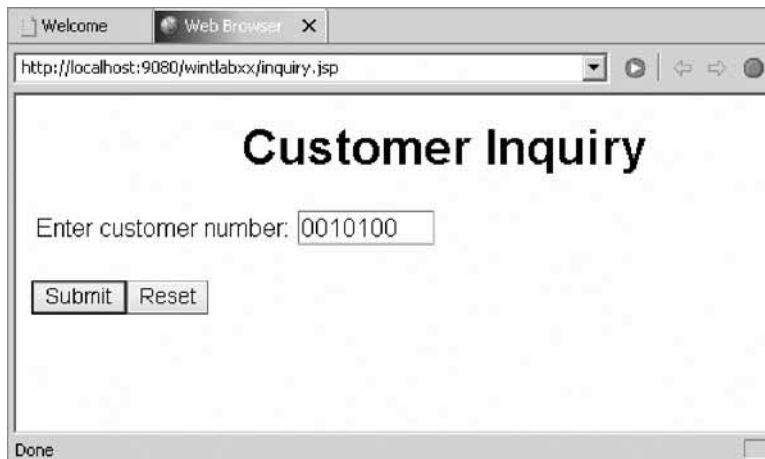 Welcome
Web Browser
http://localhost:9080/wintlabxx/inquiry.jsp
Customer Inquiry
Enter customer number: 0010100
Submit Reset
Done